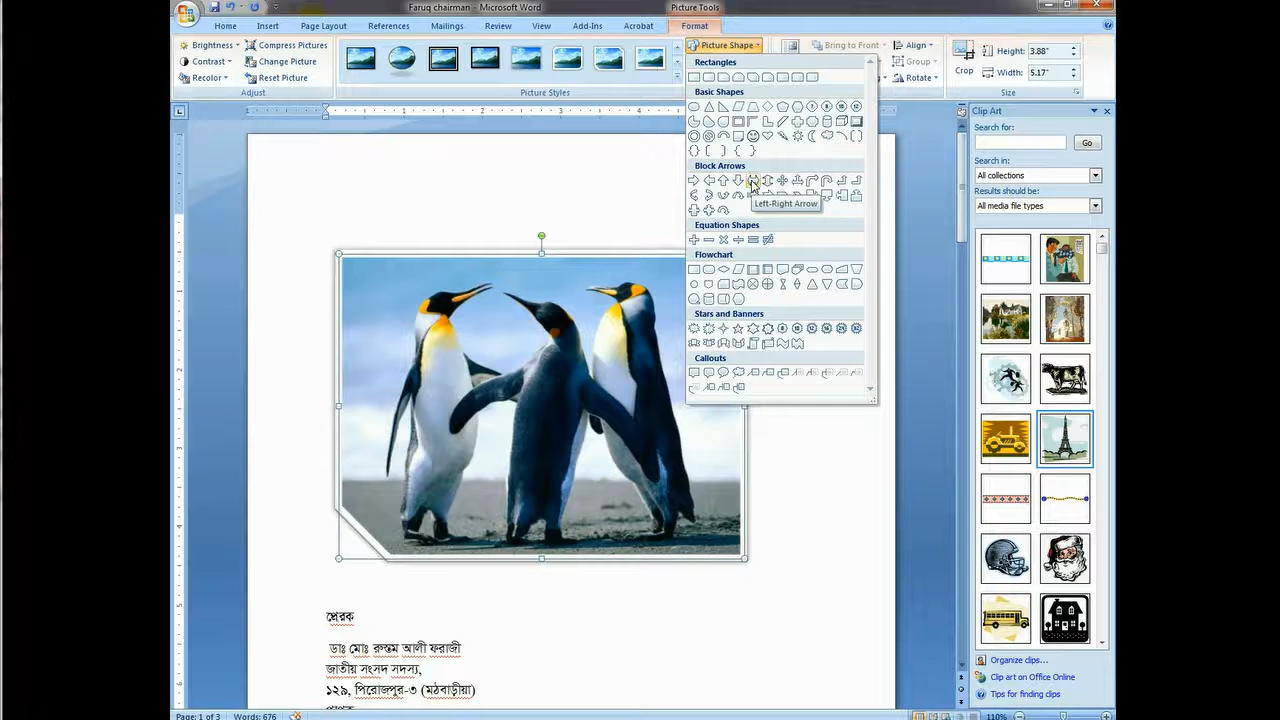 Faruq chairman - Microsoft Word
Picture Tools
Home Insert Page Layout References Mailings Review View Add-Ins Acrobat Format
Brightness Compress Pictures
Contrast Change Picture
Recolor Reset Picture
Adjust
Picture Styles
Picture Shape
Bring to Front Align
Group
Rotate
Crop
Height: 3.88"
Width: 5.17"
Size
Rectangles
Basic Shapes
Block Arrows
Left-Right Arrow
Equation Shapes
Flowchart
Stars and Banners
Callouts
Clip Art
Search for:
Go
Search in:
All collections
Results should be:
All media file types
Organize clips...
Clip art on Office Online
Tips for finding clips
প্রেরক
ডাঃ মোঃ রুস্তম আলী ফরাজী
জাতীয় সংসদ সদস্য,
১২৯, পিরোজপুর-৩ (মঠবাড়ীয়া)
Page: 1 of 3 Words: 676
110%